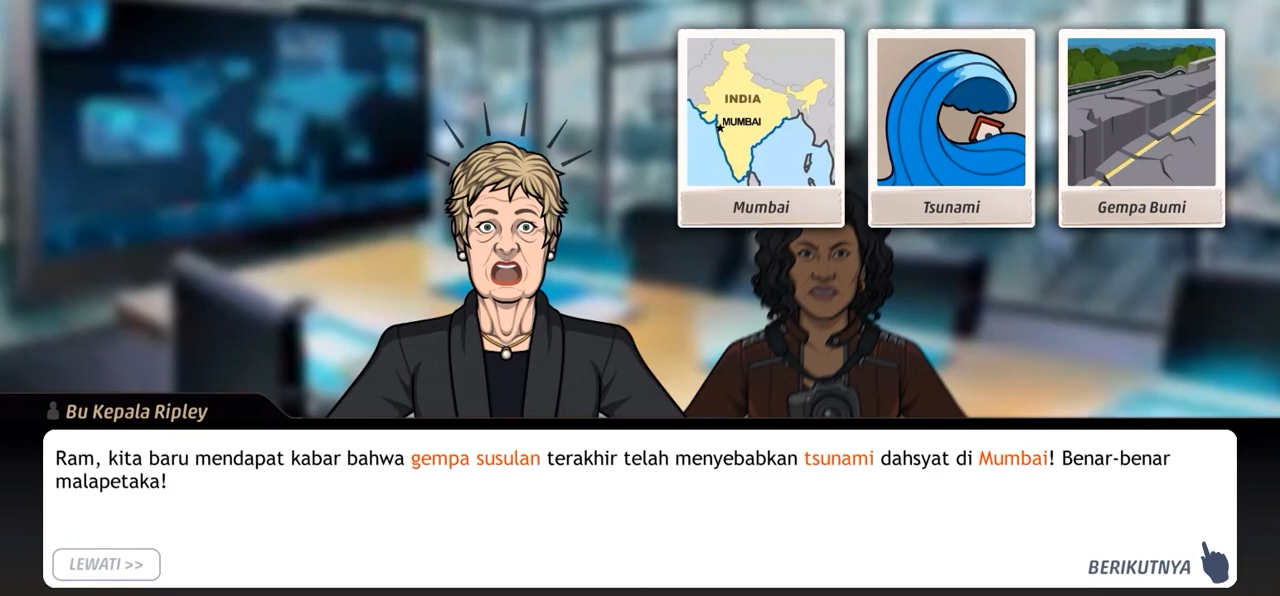 INDIA
MUMBAI
Mumbai
Tsunami
Gempa Bumi
Bu Kepala Ripley
Ram, kita baru mendapat kabar bahwa gempa susulan terakhir telah menyebabkan tsunami dahsyat di Mumbai! Benar-benar
malapetaka!
LEWATI >>
BERIKUTNYA